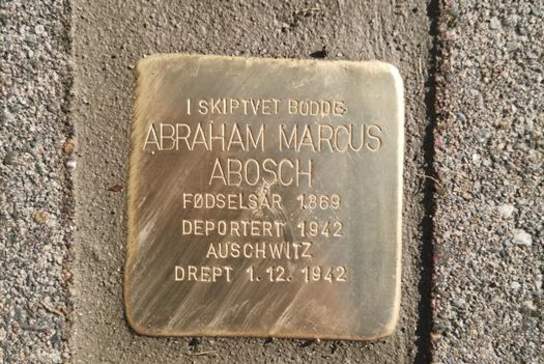 I SKIPTVET BODDE
ABRAHAM MARCUS
ABOSCH
FØDSELSÅR 1869
DEPORTERT 1942
AUSCHWITZ
DREPT 1.12.1942